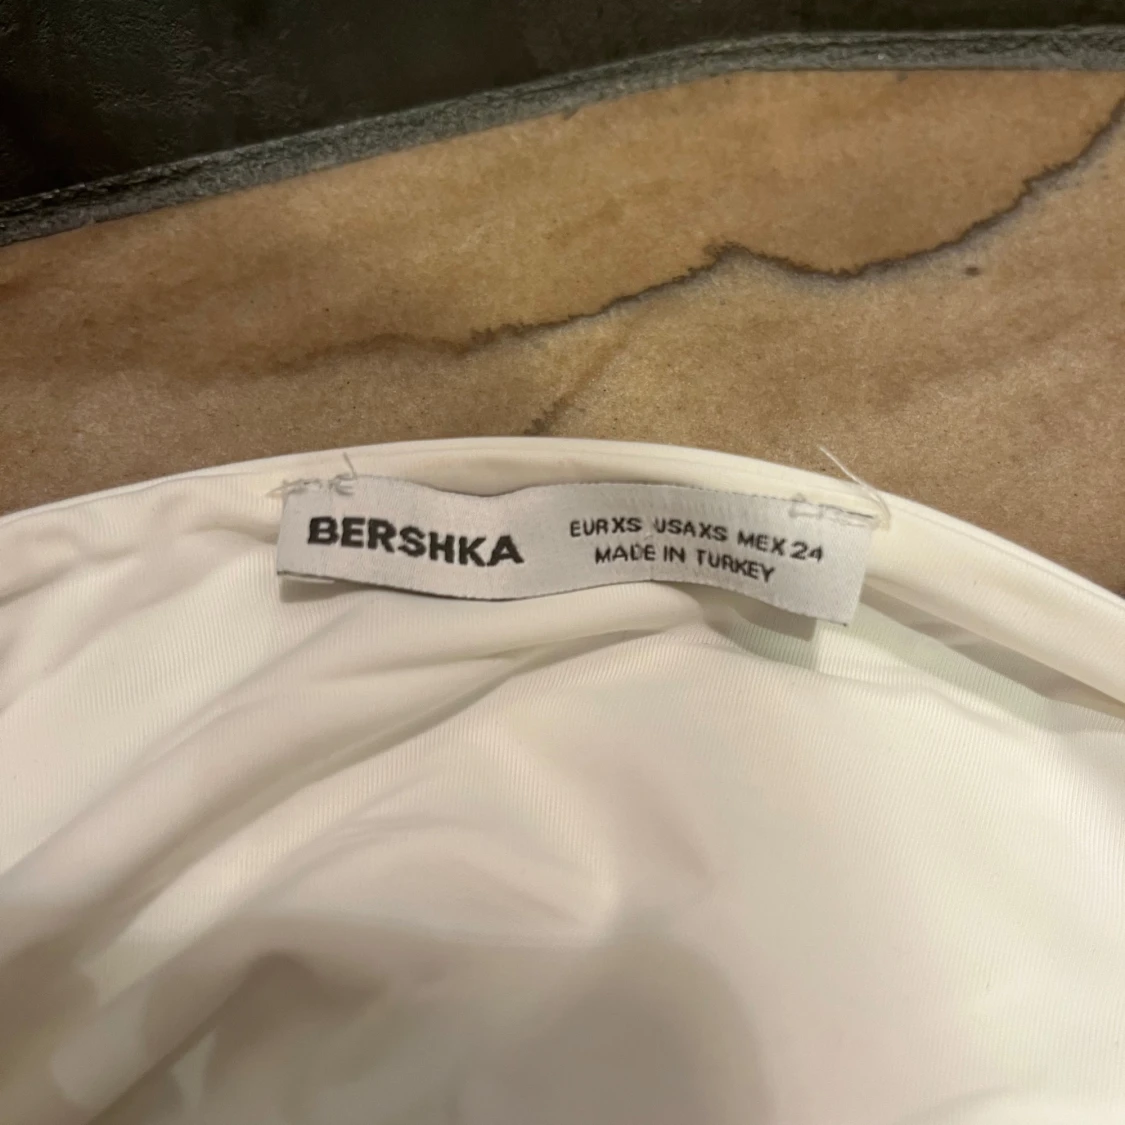 BERSHKA
EUR XS USA XS MEX 24
MADE IN TURKEY